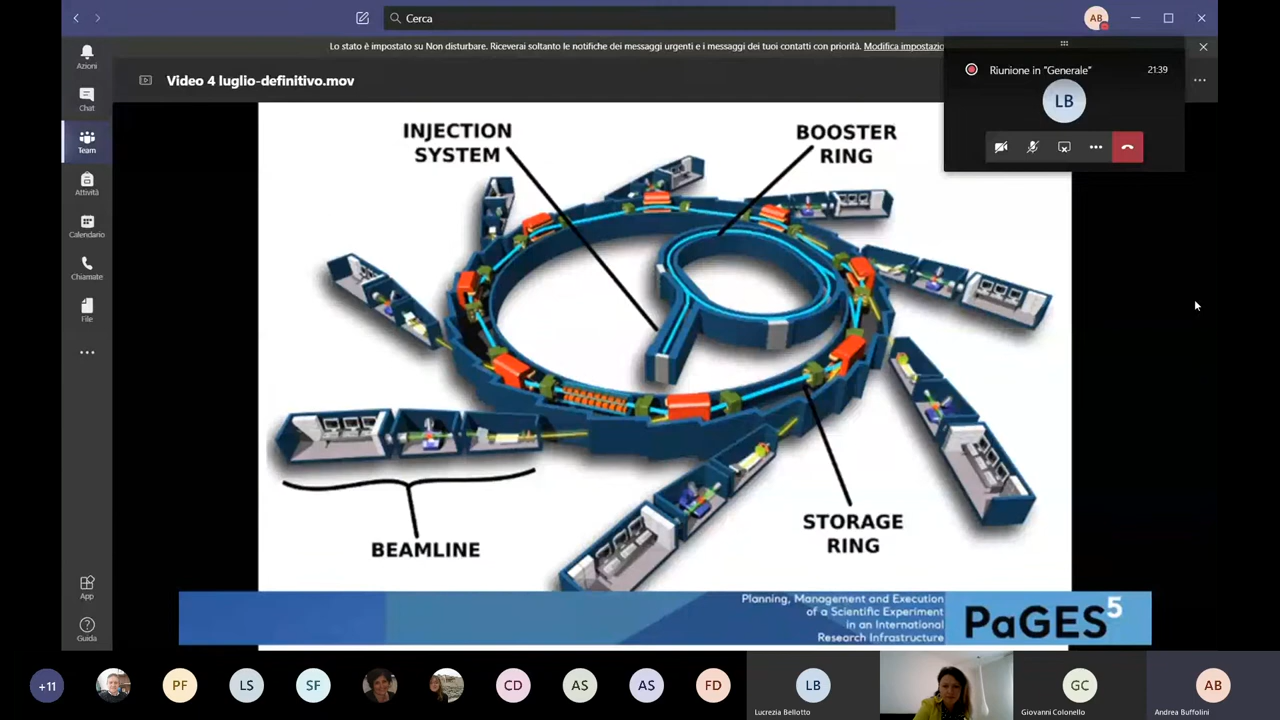 Cerca
AB
Lo stato è impostato su Non disturbare. Riceverai soltanto le notifiche dei messaggi urgenti e i messaggi dei tuoi contatti con priorità. Modifica impostazio
Azioni
Chat
Team
Attività
Calendario
Chiamate
File
App
Guida
Video 4 luglio-definitivo.mov
Riunione in "Generale"
21:39
LB
INJECTION
SYSTEM
BOOSTER
RING
BEAMLINE
STORAGE
RING
Planning, Management and Execution
of a Scientific Experiment
in an International
Research Infrastructure
PaGES5
+11
PF
LS
SF
CD
AS
AS
FD
LB
Lucrezia Bellotto
GC
Giovanni Colonello
AB
Andrea Buffolini